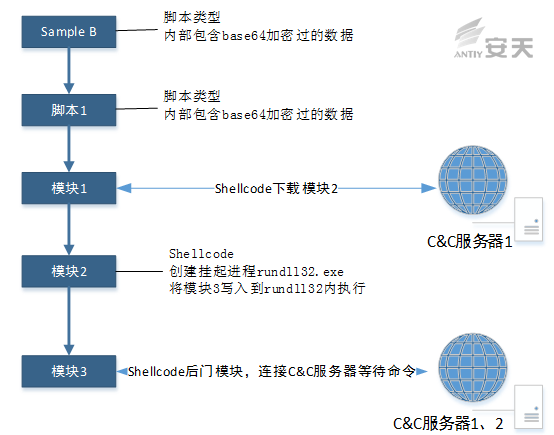 Sample B
脚本类型
内部包含base64加密过的数据
ANTIY 安天
脚本1
脚本类型
内部包含base64加密过的数据
模块1
Shellcode下载模块2
C&C服务器1
模块2
Shellcode
创建挂起进程rundll32.exe
将模块3写入到rundll32内执行
模块3
Shellcode后门模块，连接C&C服务器等待命令
C&C服务器1、2